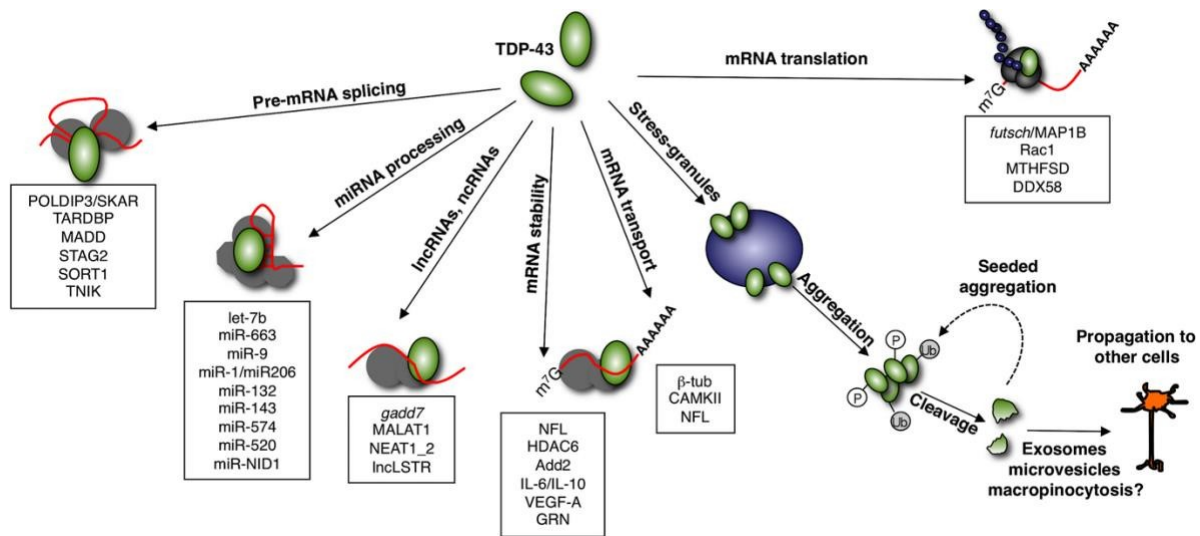 TDP-43
Pre-mRNA splicing
POLDIP3/SKAR
TARDBP
MADD
STAG2
SORT1
TNIK
miRNA processing
let-7b
miR-663
miR-9
miR-1/miR206
miR-132
miR-143
miR-574
miR-520
miR-NID1
lncRNAs, ncRNAs
gadd7
MALAT1
NEAT1_2
lncLSTR
mRNA stability
m7G
AAAAAA
NFL
HDAC6
Add2
IL-6/IL-10
VEGF-A
GRN
mRNA transport
β-tub
CAMKII
NFL
Stress-granules
Aggregation
P
P
Ub
Ub
Seeded
aggregation
Cleavage
Exosomes
microvesicles
macropinocytosis?
Propagation to
other cells
mRNA translation
m7G
AAAAAA
futsch/MAP1B
Rac1
MTHFSD
DDX58